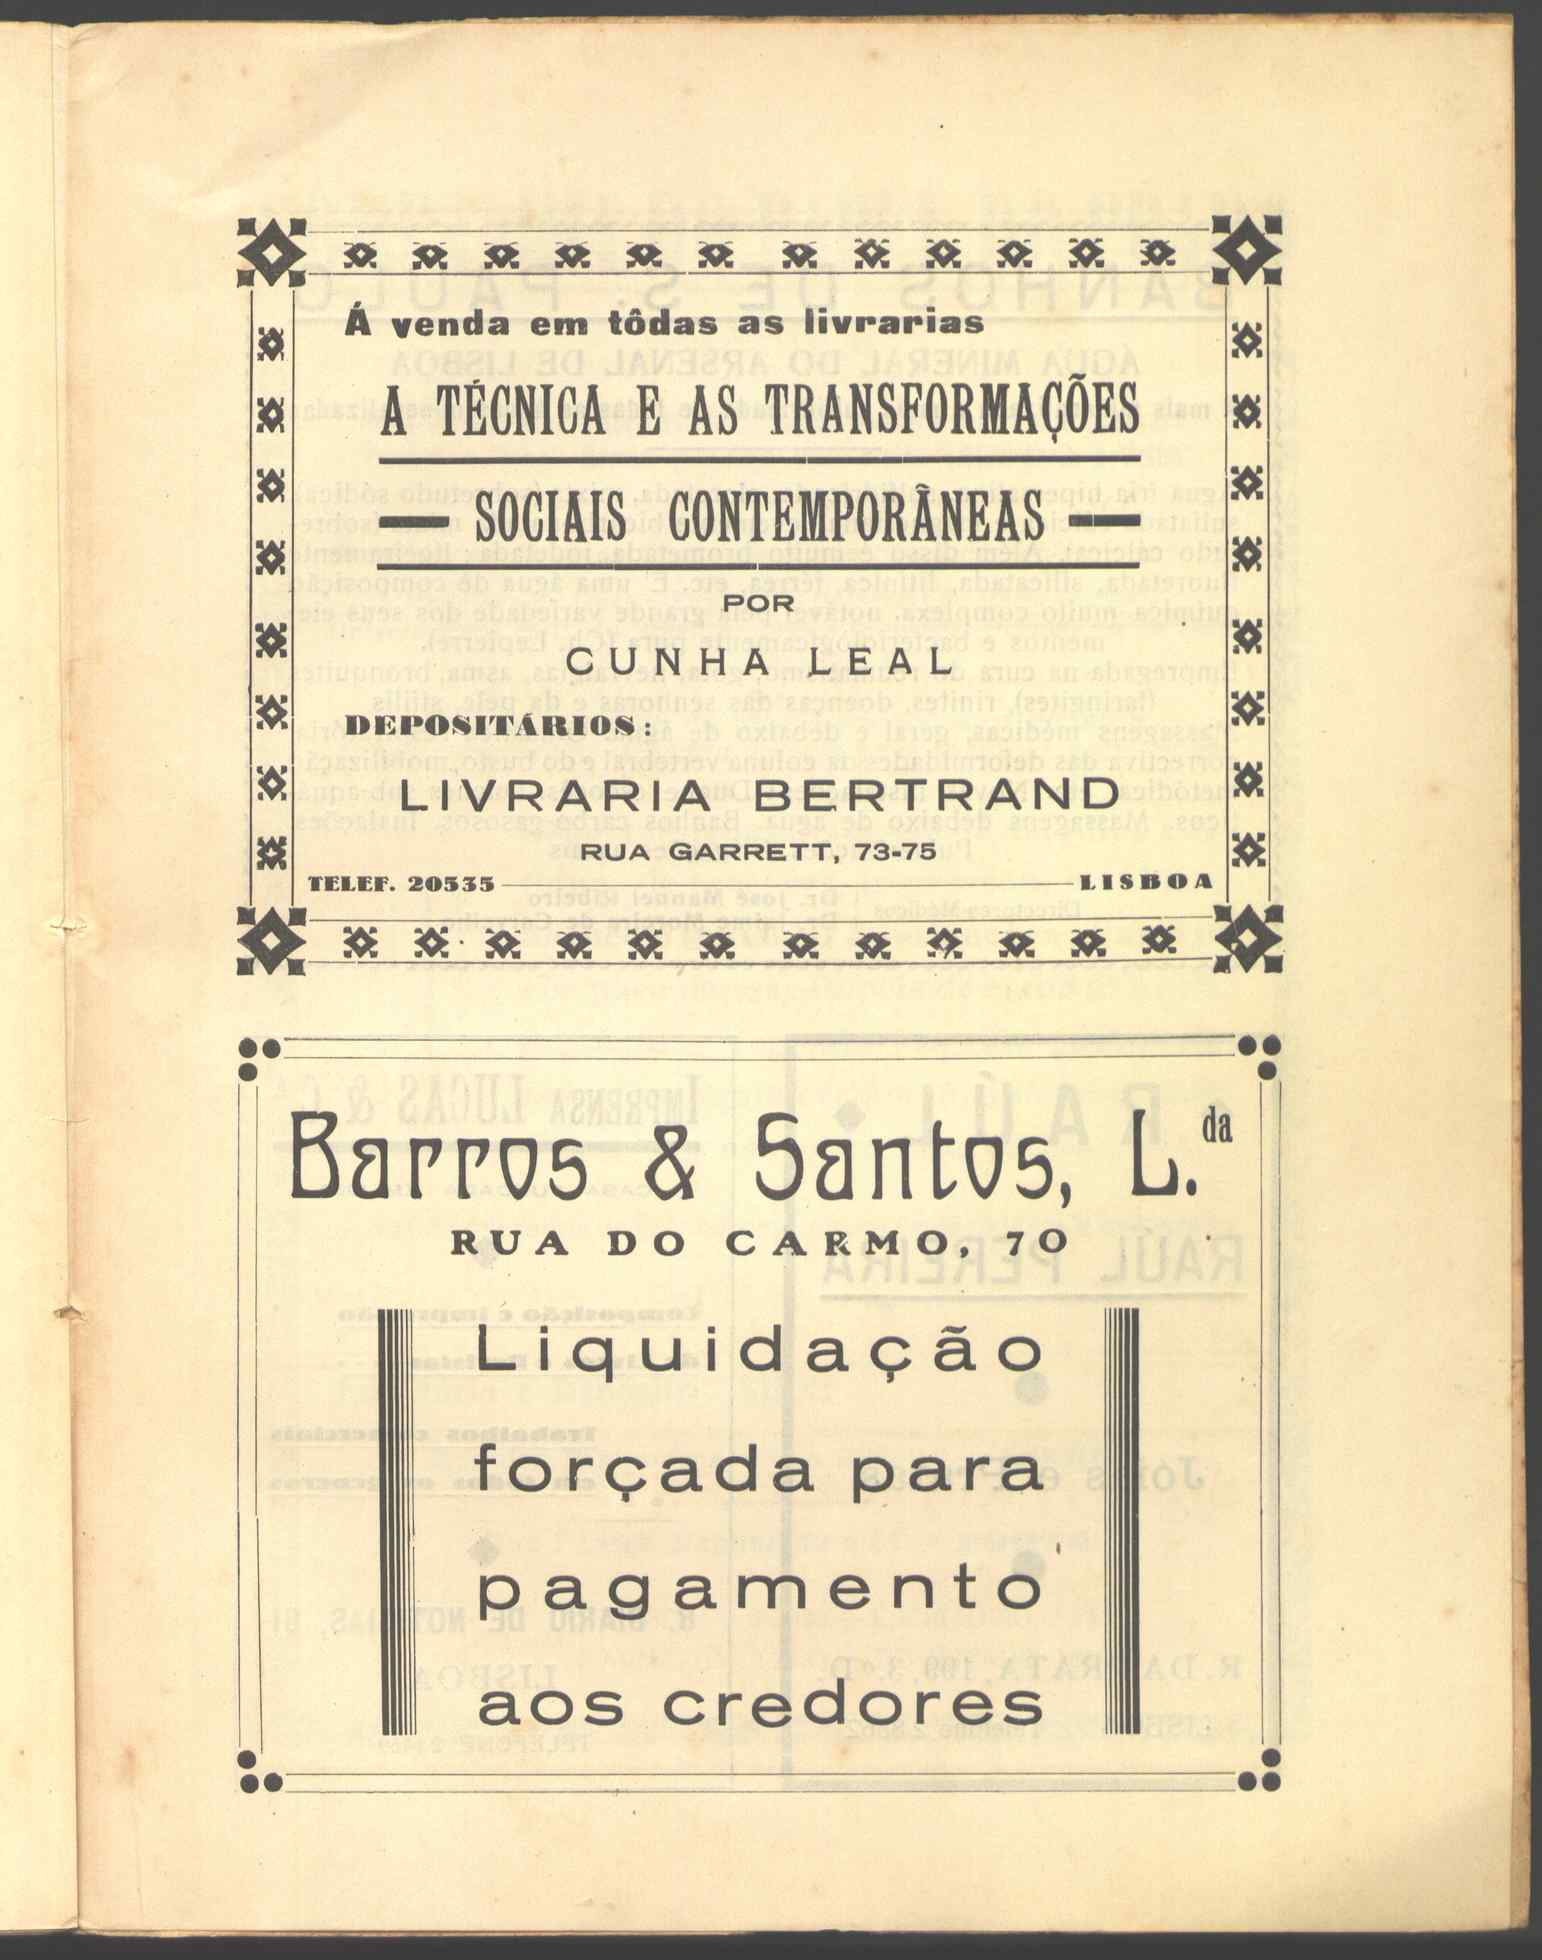 Á venda em tôdas as livrarias
A TÉCNICA E AS TRANSFORMAÇÕES
SOCIAIS CONTEMPORÂNEAS
POR
CUNHA LEAL
DEPOSITÁRIOS:
LIVRARIA BERTRAND
RUA GARRETT, 73-75
TELEF. 20535 LISBOA
Barros & Santos, L.da
RUA DO CARMO, 70
Liquidação
forçada para
pagamento
aos credores